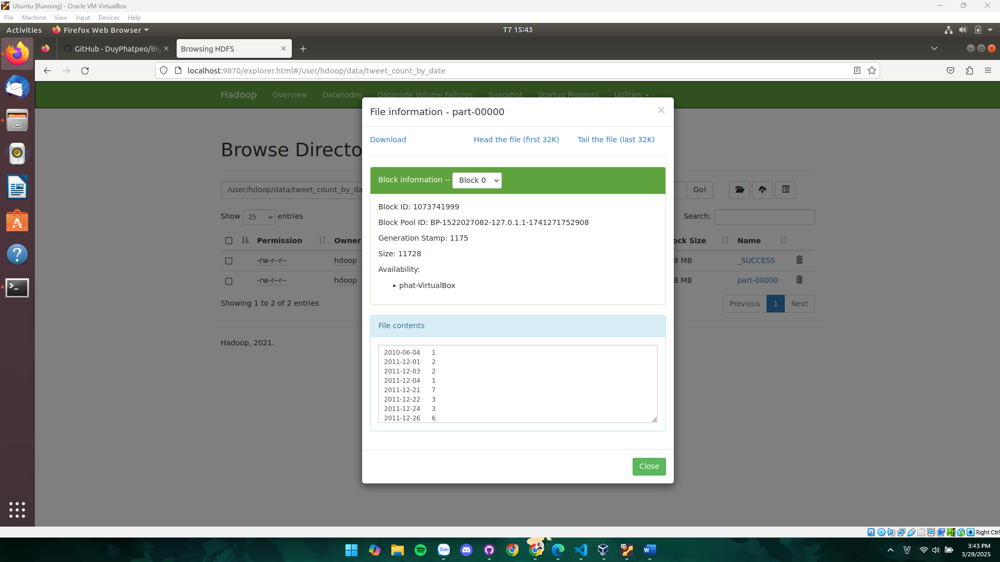 Ubuntu [Running] - Oracle VM VirtualBox
File Machine View Input Devices Help
Activities Firefox Web Browser T7 15:43
GitHub - DuyPhatpeo/Big Browsing HDFS
localhost:9870/explorer.html#/user/hdoop/data/tweet_count_by_date
Hadoop Overview Datanodes Datanode Volume Failures Snapshot Startup Progress Utilities
File information - part-00000 ×
Download Head the file (first 32K) Tail the file (last 32K)
Browse Directo
Block information -- Block 0
/user/hdoop/data/tweet_count_by_da Go!
Block ID: 1073741999
Show 25 entries Search:
Block Pool ID: BP-1522027082-127.0.1.1-1741271752908
Generation Stamp: 1175
Permission Owner ock Size Name
Size: 11728
-rw-r--r-- hdoop 8 MB _SUCCESS
Availability:
-rw-r--r-- hdoop 8 MB part-00000
phat-VirtualBox
Showing 1 to 2 of 2 entries Previous 1 Next
File contents
Hadoop, 2021.
2010-06-04 1
2011-12-01 2
2011-12-03 2
2011-12-04 1
2011-12-21 7
2011-12-22 3
2011-12-24 3
2011-12-26 6
Close
Right Ctrl
Zalo
64
3:43 PM
3/29/2025